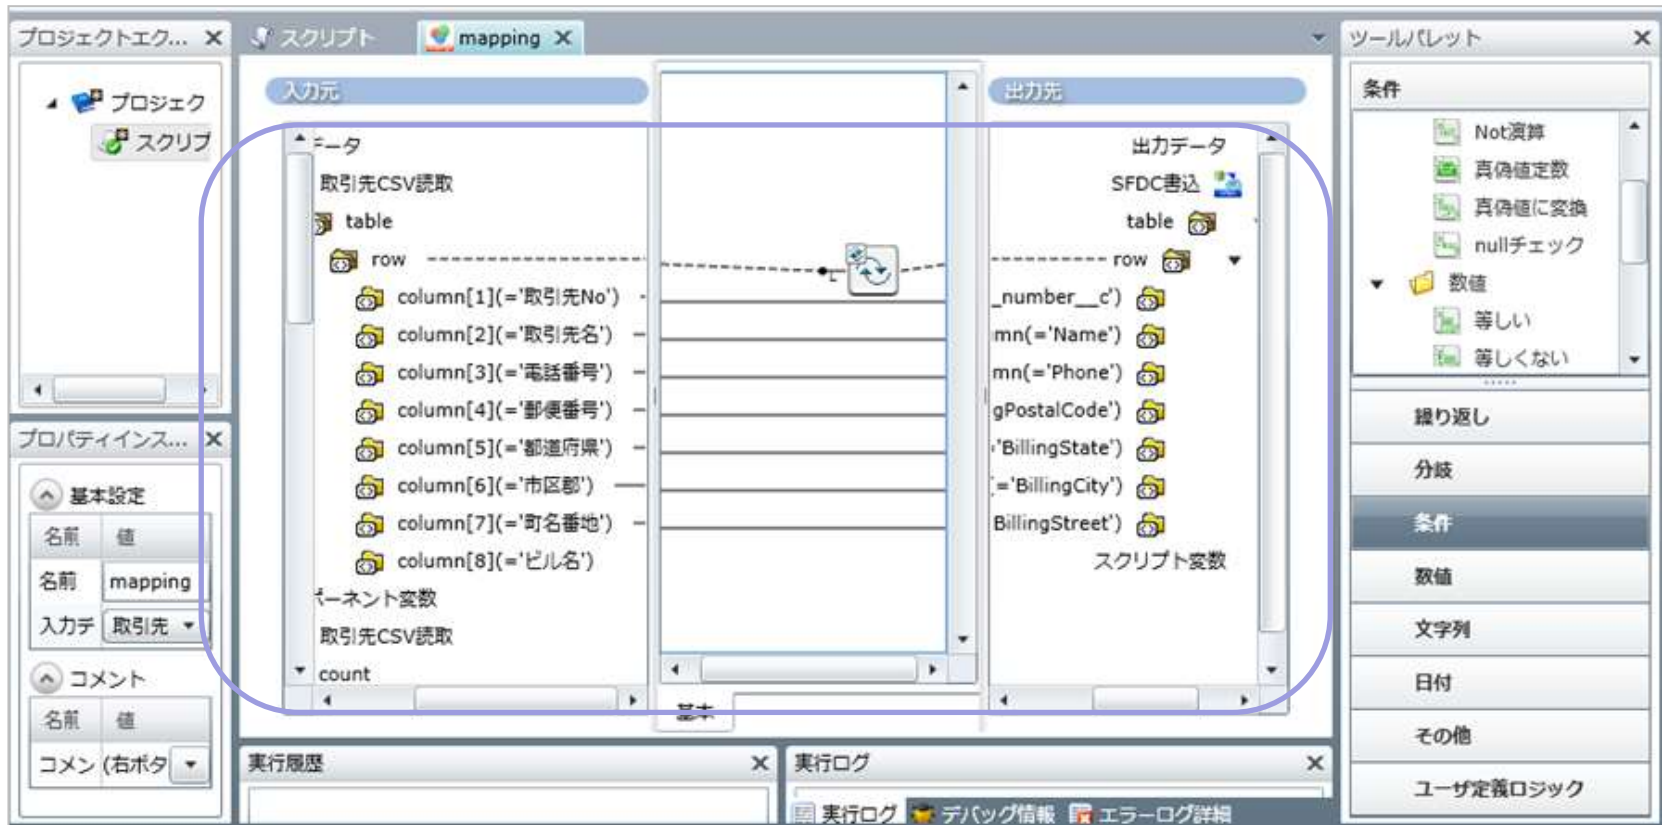 プロジェクトエク...
プロジェク
スクリプ
プロパティインス...
基本設定
名前 値
名前 mapping
入力デ 取引先
コメント
名前 値
コメン (右ボタ
スクリプト
mapping
入力元
データ
取引先CSV読取
table
row
column[1](='取引先No')
column[2](='取引先名')
column[3](='電話番号')
column[4](='郵便番号')
column[5](='都道府県')
column[6](='市区郡')
column[7](='町名番地')
column[8](='ビル名')
ポーネント変数
取引先CSV読取
count
基本
出力先
出力データ
SFDC書込
table
row
_number__c')
mn(='Name')
mn(='Phone')
gPostalCode')
'BillingState')
(='BillingCity')
BillingStreet')
スクリプト変数
実行履歴
実行ログ
実行ログ デバッグ情報 エラーログ詳細
ツールパレット
条件
Not演算
真偽値定数
真偽値に変換
nullチェック
数値
等しい
等しくない
繰り返し
分岐
条件
数値
文字列
日付
その他
ユーザ定義ロジック